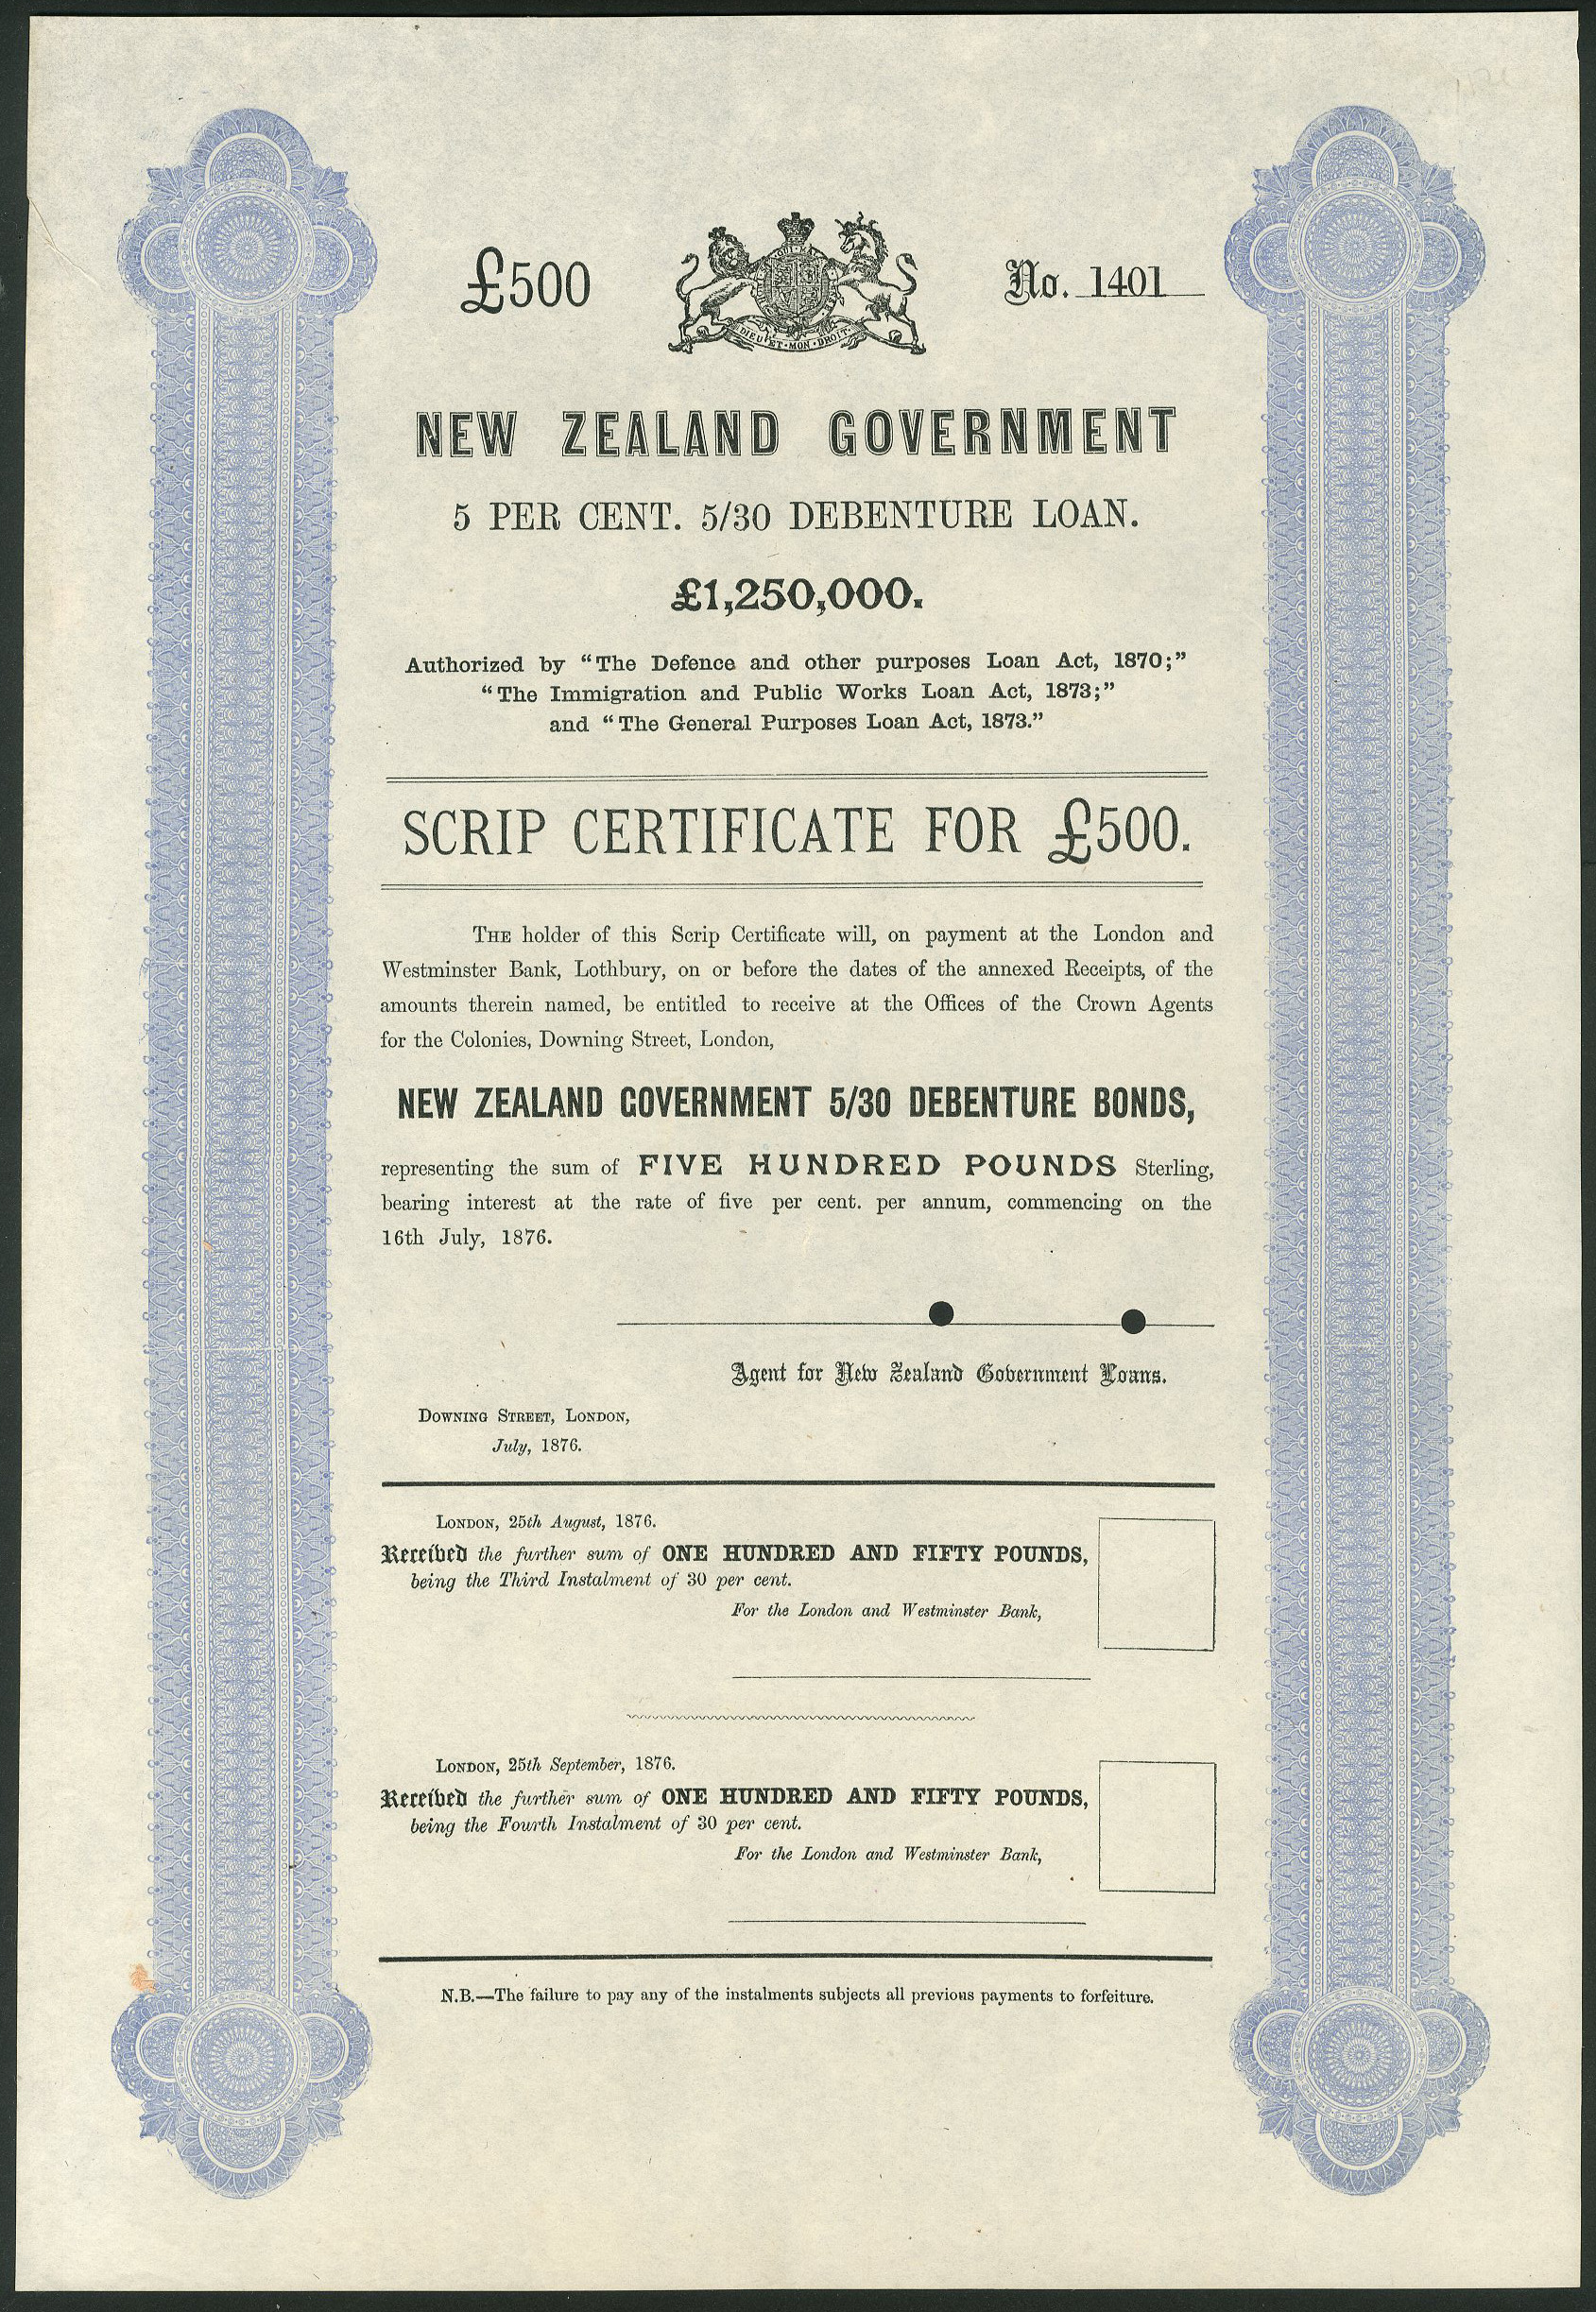 £500
No. 1401
QUI·M
DIEU·ET·MON·DROIT·
NEW ZEALAND GOVERNMENT
5 PER CENT. 5/30 DEBENTURE LOAN.
£1,250,000.
Authorized by “The Defence and other purposes Loan Act, 1870;”
“The Immigration and Public Works Loan Act, 1873;”
and “The General Purposes Loan Act, 1873.”
SCRIP CERTIFICATE FOR £500.
THE holder of this Scrip Certificate will, on payment at the London and
Westminster Bank, Lothbury, on or before the dates of the annexed Receipts, of the
amounts therein named, be entitled to receive at the Offices of the Crown Agents
for the Colonies, Downing Street, London,
NEW ZEALAND GOVERNMENT 5/30 DEBENTURE BONDS,
representing the sum of FIVE HUNDRED POUNDS Sterling,
bearing interest at the rate of five per cent. per annum, commencing on the
16th July, 1876.
Agent for New Zealand Government Loans.
DOWNING STREET, LONDON,
July, 1876.
LONDON, 25th August, 1876.
Received the further sum of ONE HUNDRED AND FIFTY POUNDS,
being the Third Instalment of 30 per cent.
For the London and Westminster Bank,
LONDON, 25th September, 1876.
Received the further sum of ONE HUNDRED AND FIFTY POUNDS,
being the Fourth Instalment of 30 per cent.
For the London and Westminster Bank,
N.B.—The failure to pay any of the instalments subjects all previous payments to forfeiture.